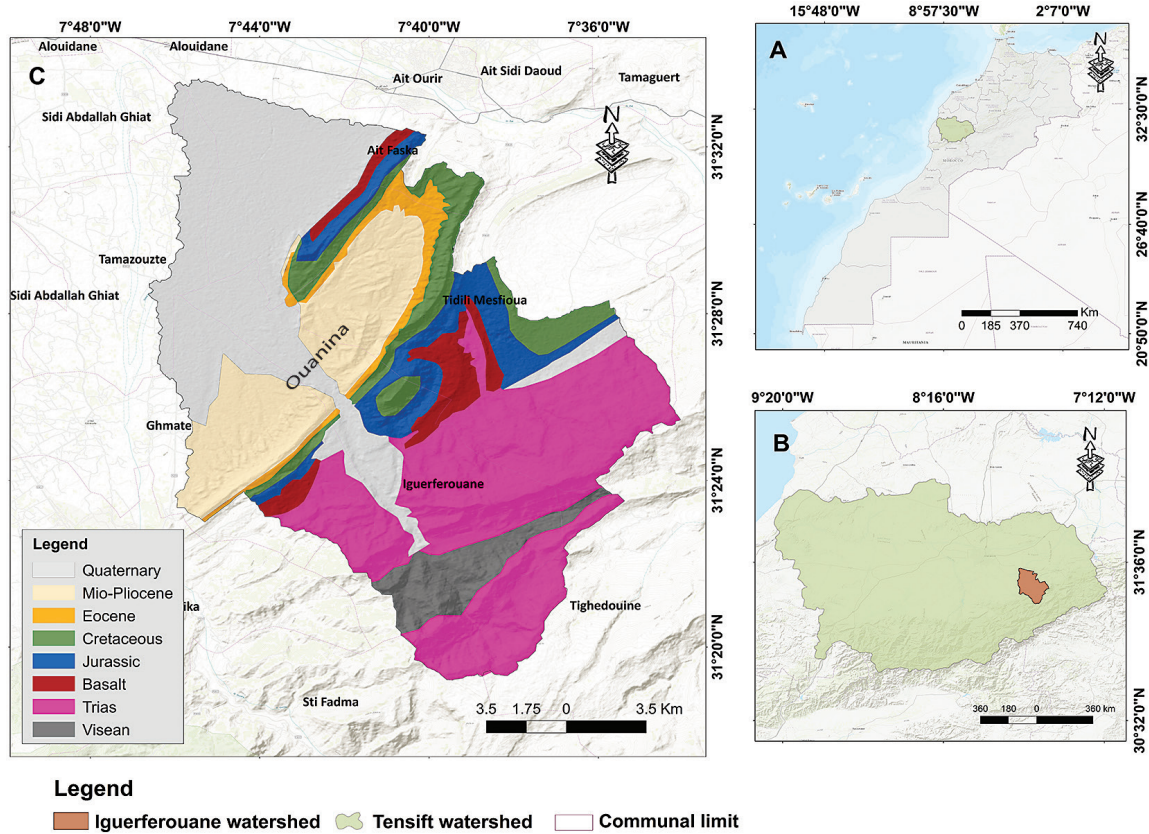 7°44'0"W
7°40'0"W
7°36'0"W
C
Alouidane
Alouidane
Ait Ourir
Ait Sidi Daoud
Tamaguert
Sidi Abdallah Ghiat
N
Ait Faska
31°32'0"N
Tamazouzte
Sidi Abdallah Ghiat
Tidili Mesfioua
31°28'0"N
Ouanina
Ghmate
Iguerferouane
31°24'0"N
Tighedouine
31°20'0"N
Sti Fadma
ika
Legend
Quaternary
Mio-Pliocene
Eocene
Cretaceous
Jurassic
Basalt
Trias
Visean
3.5 1.75 0 3.5 Km
15°48'0"W
8°57'30"W
2°7'0"W
A
N
32°30'0"N
26°40'0"N
20°50'0"N
Km
0 185 370 740
MAURITANIA
9°20'0"W
8°16'0"W
7°12'0"W
B
N
31°36'0"N
30°32'0"N
360 180 0 360 km
Legend
Iguerferouane watershed
Tensift watershed
Communal limit